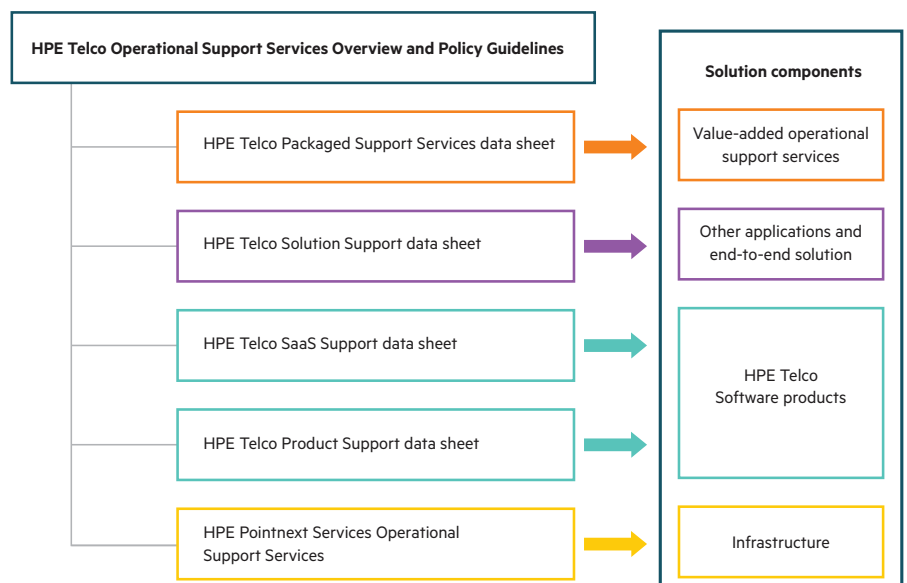 HPE Telco Operational Support Services Overview and Policy Guidelines
Solution components
HPE Telco Packaged Support Services data sheet
Value-added operational
support services
HPE Telco Solution Support data sheet
Other applications and
end-to-end solution
HPE Telco SaaS Support data sheet
HPE Telco
Software products
HPE Telco Product Support data sheet
HPE Pointnext Services Operational
Support Services
Infrastructure